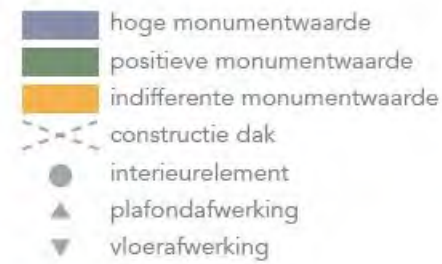 hoge monumentwaarde
positieve monumentwaarde
indifferente monumentwaarde
constructie dak
interieurelement
plafondafwerking
vloerafwerking